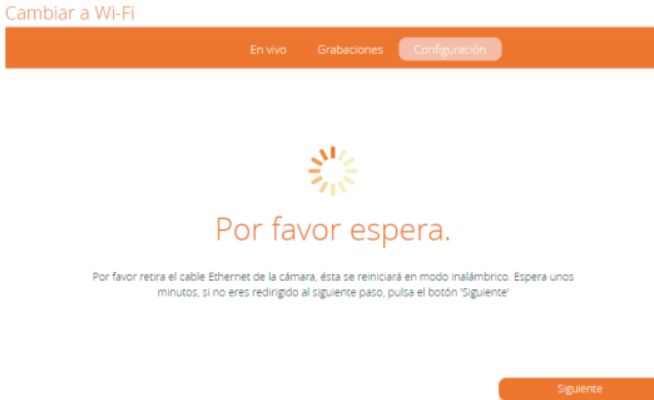 Cambiar a Wi-Fi
En vivo Grabaciones Configuración
Por favor espera.
Por favor retira el cable Ethernet de la cámara, ésta se reiniciará en modo inalámbrico. Espera unos
minutos, si no eres redirigido al siguiente paso, pulsa el botón 'Siguiente'
Siguiente